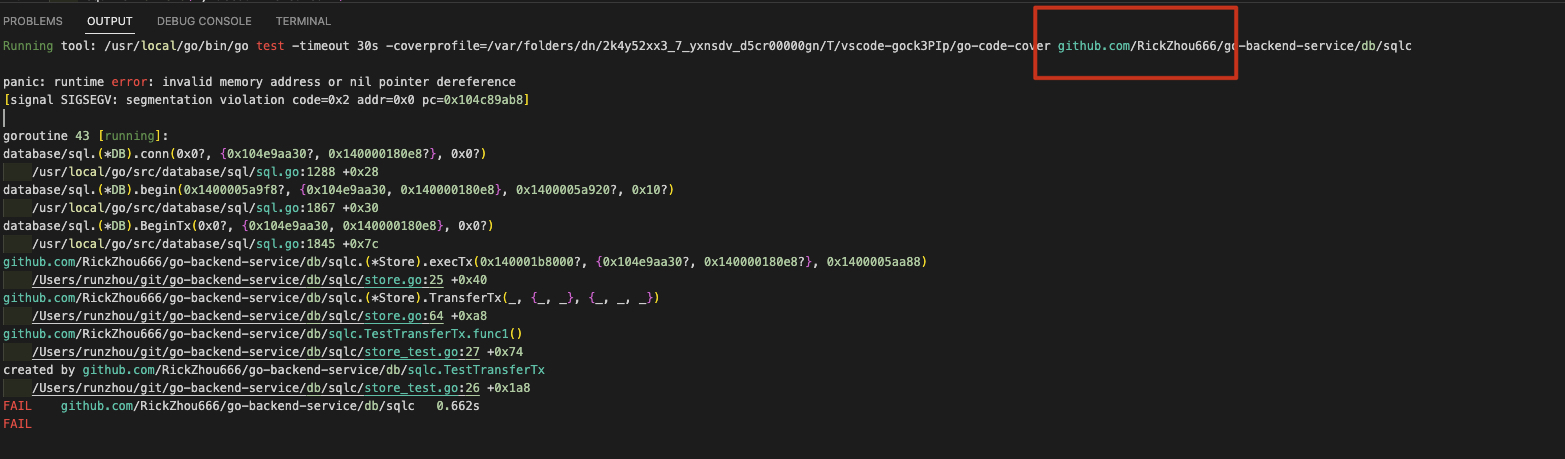 PROBLEMS OUTPUT DEBUG CONSOLE TERMINAL
Running tool: /usr/local/go/bin/go test -timeout 30s -coverprofile=/var/folders/dn/2k4y52xx3_7_yxnsdv_d5cr00000gn/T/vscode-gock3PIp/go-code-cover github.com/RickZhou666/go-backend-service/db/sqlc
panic: runtime error: invalid memory address or nil pointer dereference
[signal SIGSEGV: segmentation violation code=0x2 addr=0x0 pc=0x104c89ab8]
goroutine 43 [running]:
database/sql.(*DB).conn(0x0?, {0x104e9aa30?, 0x140000180e8?}, 0x0?)
/usr/local/go/src/database/sql/sql.go:1288 +0x28
database/sql.(*DB).begin(0x1400005a9f8?, {0x104e9aa30, 0x140000180e8}, 0x1400005a920?, 0x10?)
/usr/local/go/src/database/sql/sql.go:1867 +0x30
database/sql.(*DB).BeginTx(0x0?, {0x104e9aa30, 0x140000180e8}, 0x0?)
/usr/local/go/src/database/sql/sql.go:1845 +0x7c
github.com/RickZhou666/go-backend-service/db/sqlc.(*Store).execTx(0x140001b8000?, {0x104e9aa30?, 0x140000180e8?}, 0x1400005aa88)
/Users/runzhou/git/go-backend-service/db/sqlc/store.go:25 +0x40
github.com/RickZhou666/go-backend-service/db/sqlc.(*Store).TransferTx(_, {_, _}, {_, _, _})
/Users/runzhou/git/go-backend-service/db/sqlc/store.go:64 +0xa8
github.com/RickZhou666/go-backend-service/db/sqlc.TestTransferTx.func1()
/Users/runzhou/git/go-backend-service/db/sqlc/store_test.go:27 +0x74
created by github.com/RickZhou666/go-backend-service/db/sqlc.TestTransferTx
/Users/runzhou/git/go-backend-service/db/sqlc/store_test.go:26 +0x1a8
FAIL github.com/RickZhou666/go-backend-service/db/sqlc 0.662s
FAIL